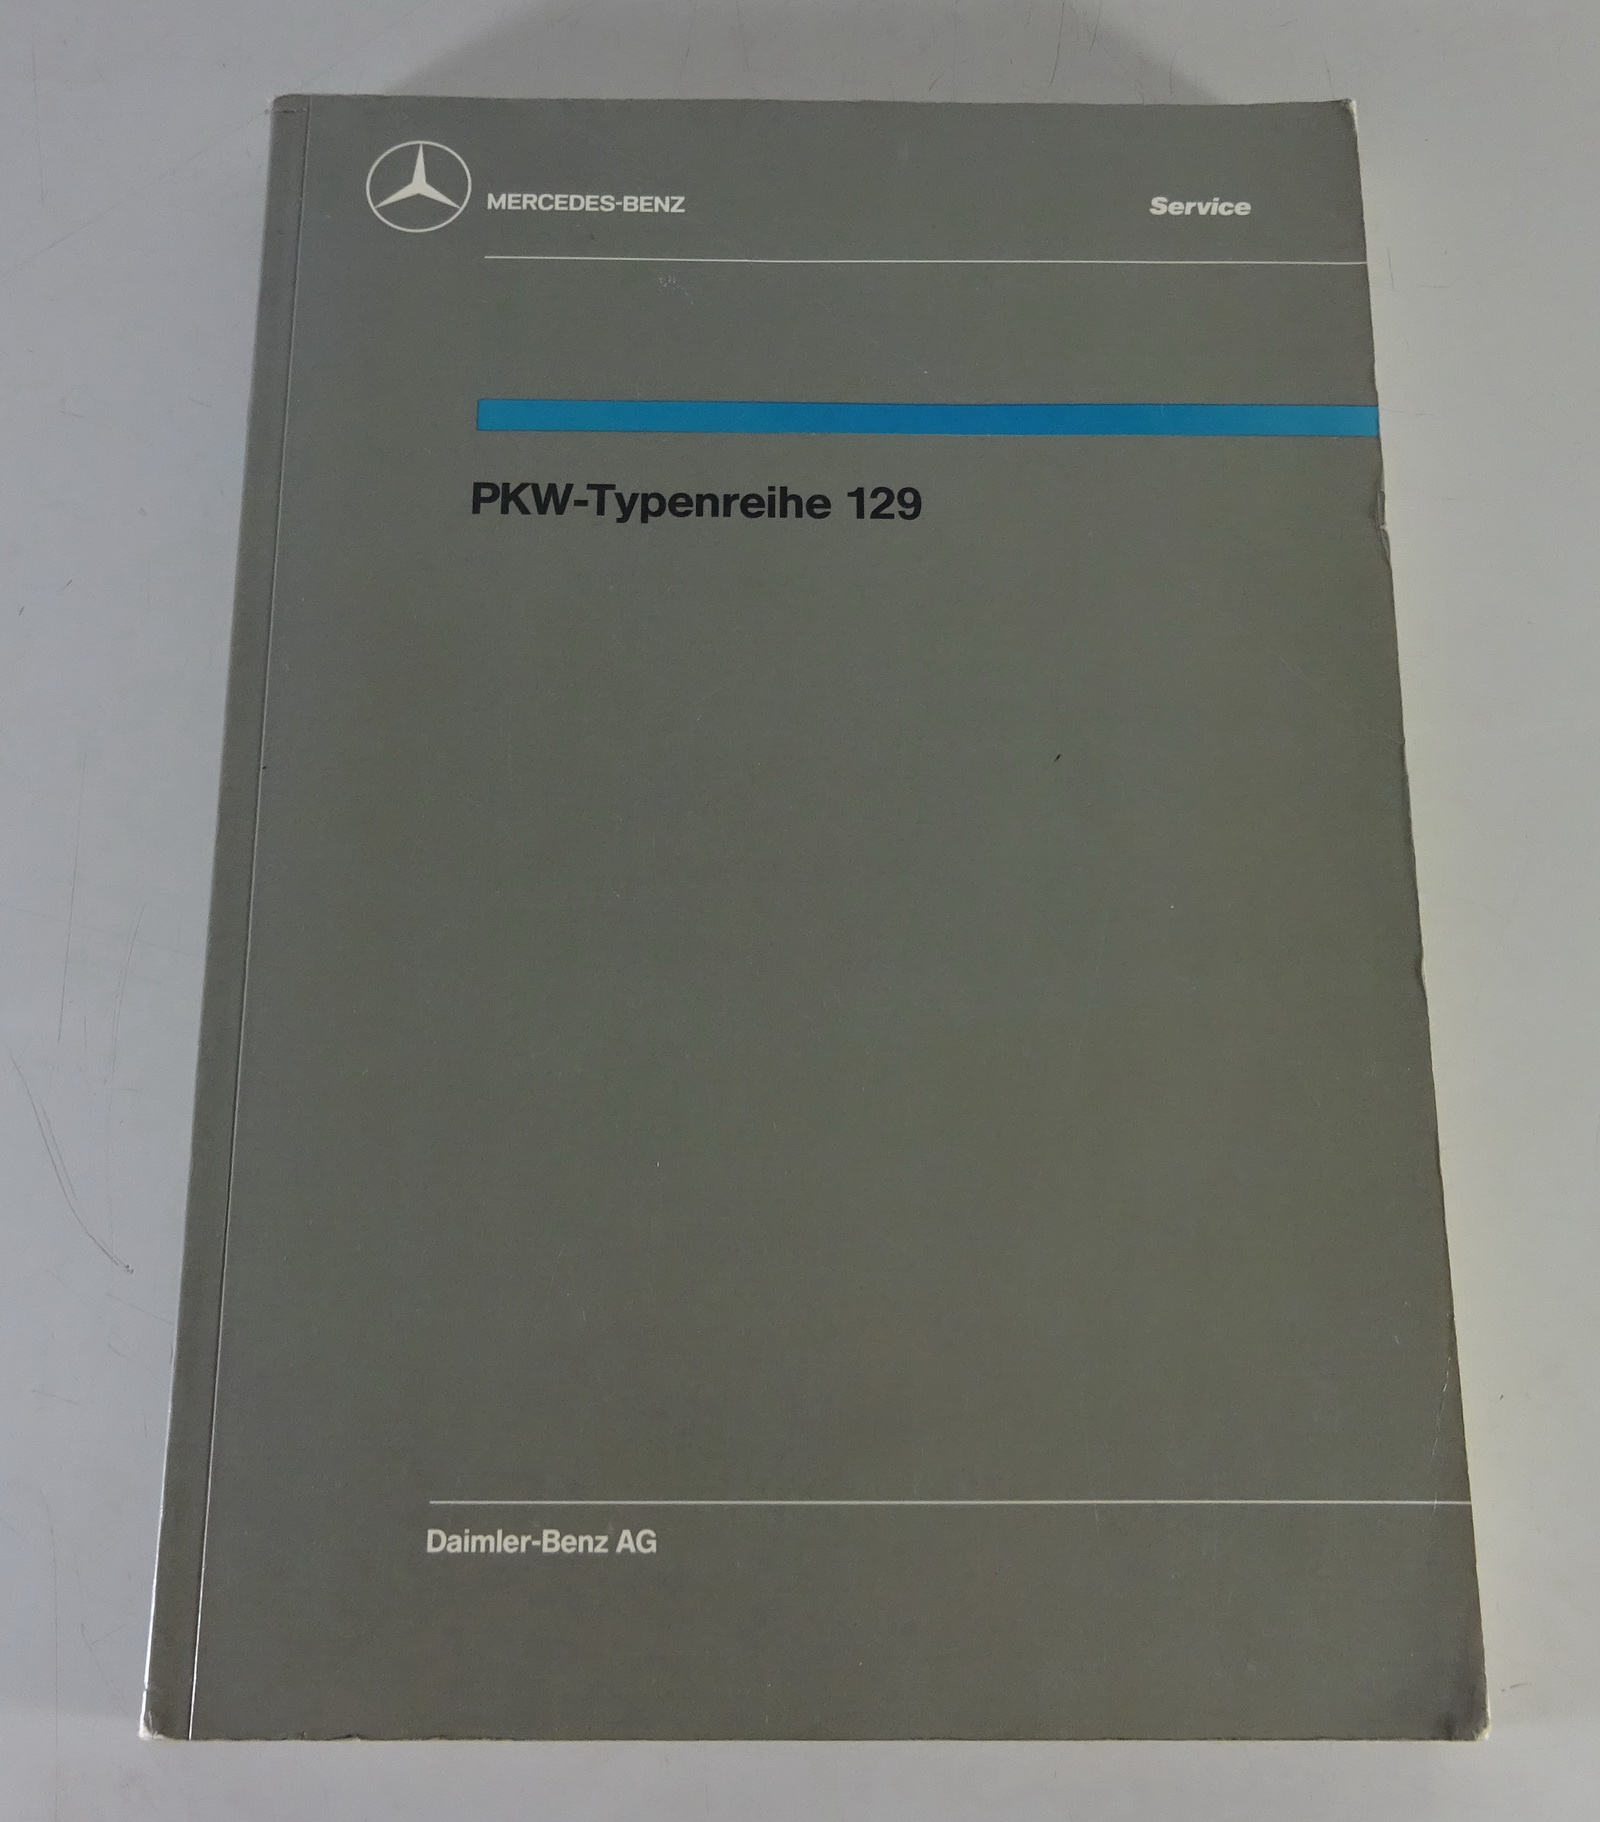 MERCEDES-BENZ
Service
PKW-Typenreihe 129
Daimler-Benz AG